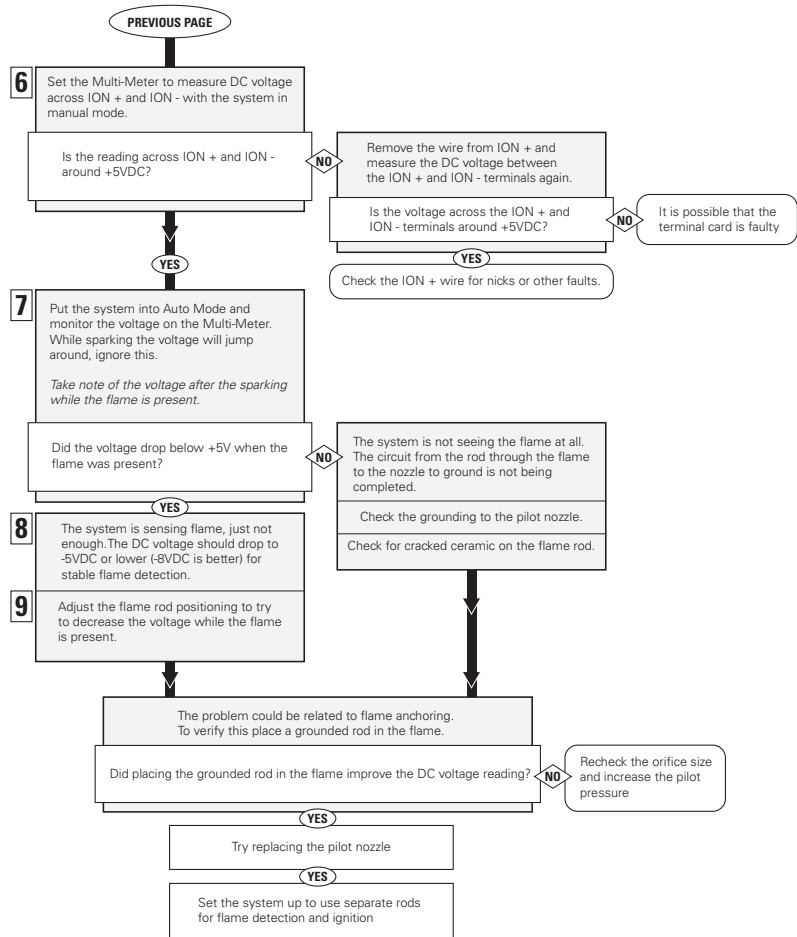 PREVIOUS PAGE
6
Set the Multi-Meter to measure DC voltage
across ION + and ION - with the system in
manual mode.
Is the reading across ION + and ION -
around +5VDC?
NO
Remove the wire from ION + and
measure the DC voltage between
the ION + and ION - terminals again.
Is the voltage across the ION + and
ION - terminals around +5VDC?
NO
It is possible that the
terminal card is faulty
YES
Check the ION + wire for nicks or other faults.
YES
7
Put the system into Auto Mode and
monitor the voltage on the Multi-Meter.
While sparking the voltage will jump
around, ignore this.
Take note of the voltage after the sparking
while the flame is present.
Did the voltage drop below +5V when the
flame was present?
NO
The system is not seeing the flame at all.
The circuit from the rod through the flame
to the nozzle to ground is not being
completed.
Check the grounding to the pilot nozzle.
Check for cracked ceramic on the flame rod.
YES
8
The system is sensing flame, just not
enough.The DC voltage should drop to
-5VDC or lower (-8VDC is better) for
stable flame detection.
9
Adjust the flame rod positioning to try
to decrease the voltage while the flame
is present.
The problem could be related to flame anchoring.
To verify this place a grounded rod in the flame.
Did placing the grounded rod in the flame improve the DC voltage reading?
NO
Recheck the orifice size
and increase the pilot
pressure
YES
Try replacing the pilot nozzle
YES
Set the system up to use separate rods
for flame detection and ignition